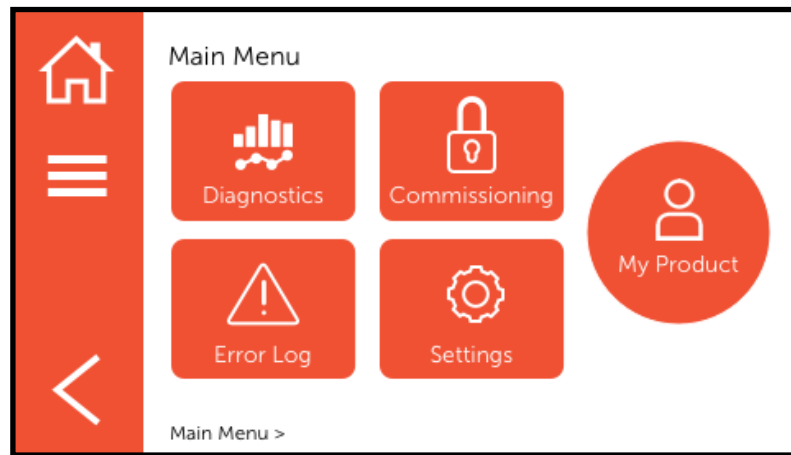 Main Menu
Diagnostics
Commissioning
My Product
Error Log
Settings
Main Menu >